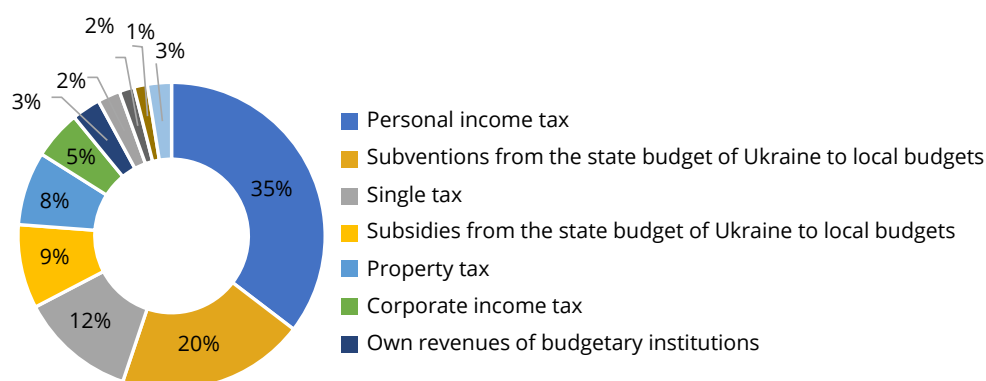 2%
1%
3%
2%
3%
5%
35%
8%
9%
12%
20%
Personal income tax
Subventions from the state budget of Ukraine to local budgets
Single tax
Subsidies from the state budget of Ukraine to local budgets
Property tax
Corporate income tax
Own revenues of budgetary institutions